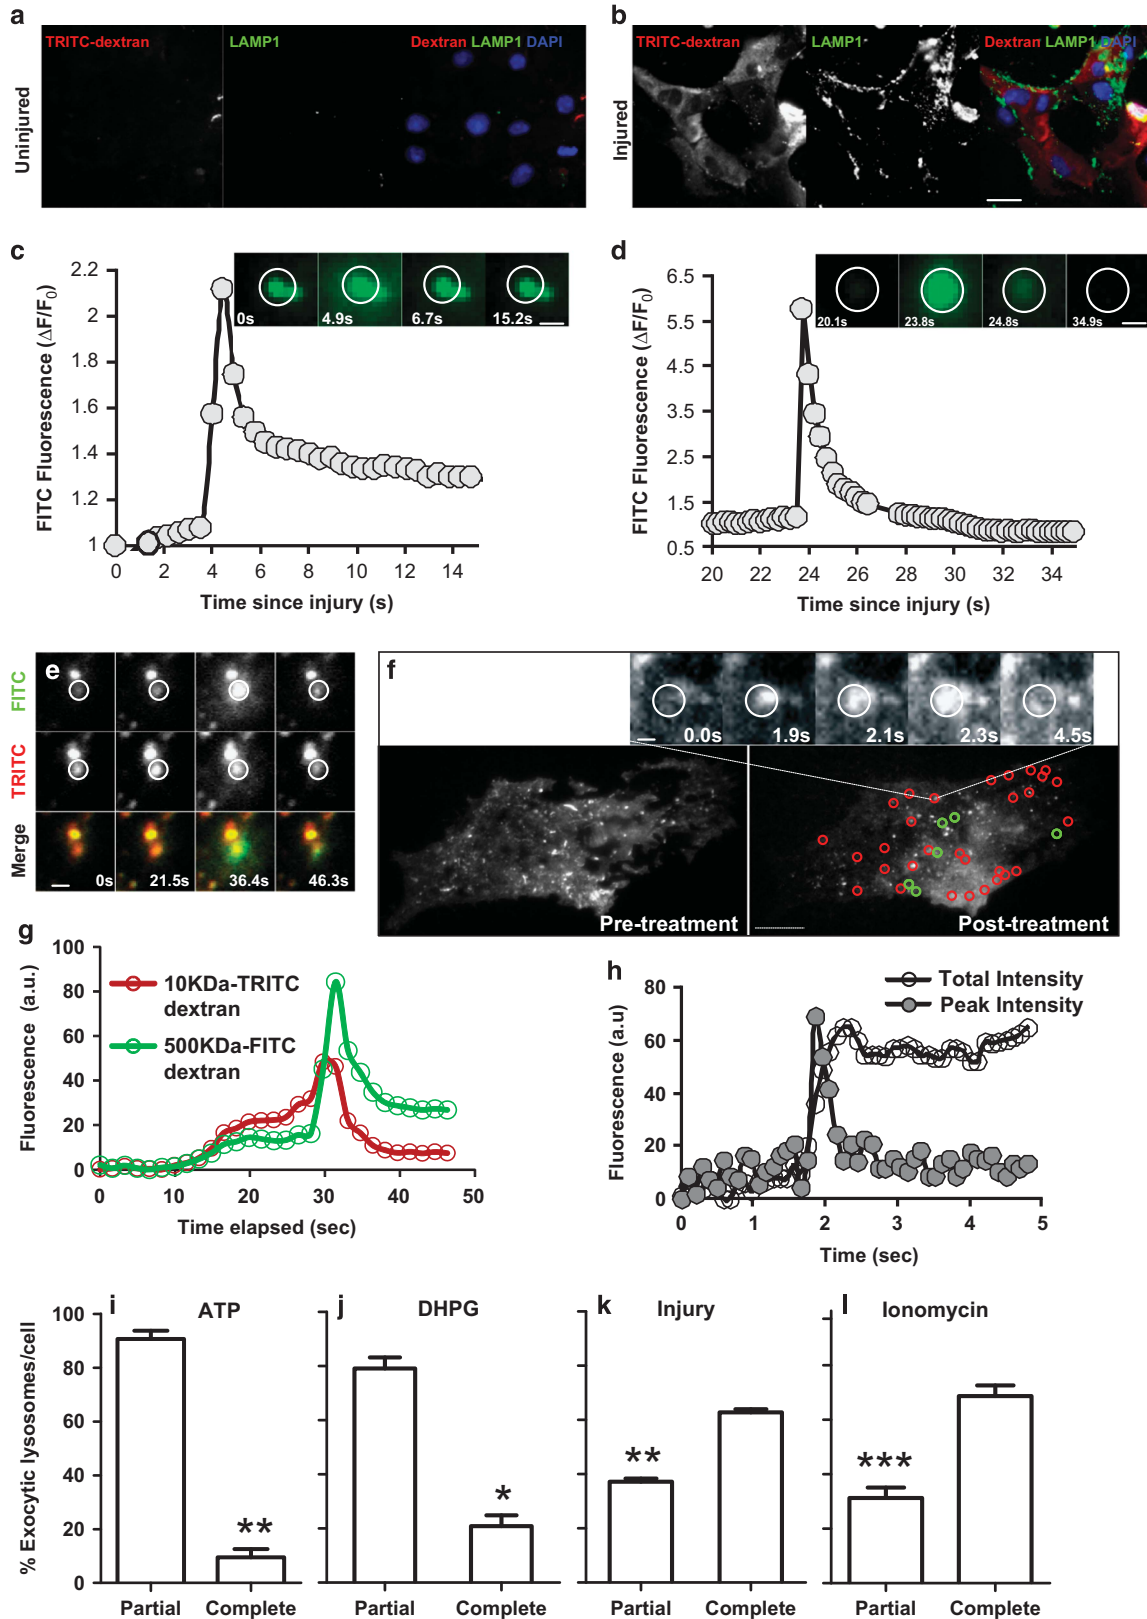 a
TRITC-dextran LAMP1 Dextran LAMP1 DAPI
Uninjured
b
TRITC-dextran LAMP1 Dextran LAMP1 DAPI
Injured
c
2.2
2
1.8
1.6
1.4
1.2
1
FITC Fluorescence (ΔF/F0)
0s 4.9s 6.7s 15.2s
0 2 4 6 8 10 12 14
Time since injury (s)
d
6.5
5.5
4.5
3.5
2.5
1.5
0.5
FITC Fluorescence (ΔF/F0)
20.1s 23.8s 24.8s 34.9s
20 22 24 26 28 30 32 34
Time since injury (s)
e
FITC
TRITC
Merge
0s 21.5s 36.4s 46.3s
f
0.0s 1.9s 2.1s 2.3s 4.5s
Pre-treatment Post-treatment
g
100
80
60
40
20
0
Fluorescence (a.u.)
10KDa-TRITC
dextran
500KDa-FITC
dextran
0 10 20 30 40 50
Time elapsed (sec)
h
Total Intensity
Peak Intensity
80
60
40
20
0
Fluorescence (a.u)
0 1 2 3 4 5
Time (sec)
i
ATP
100
80
60
40
20
0
% Exocytic lysosomes/cell
**
Partial Complete
j
DHPG
*
Partial Complete
k
Injury
**
Partial Complete
l
Ionomycin
***
Partial Complete